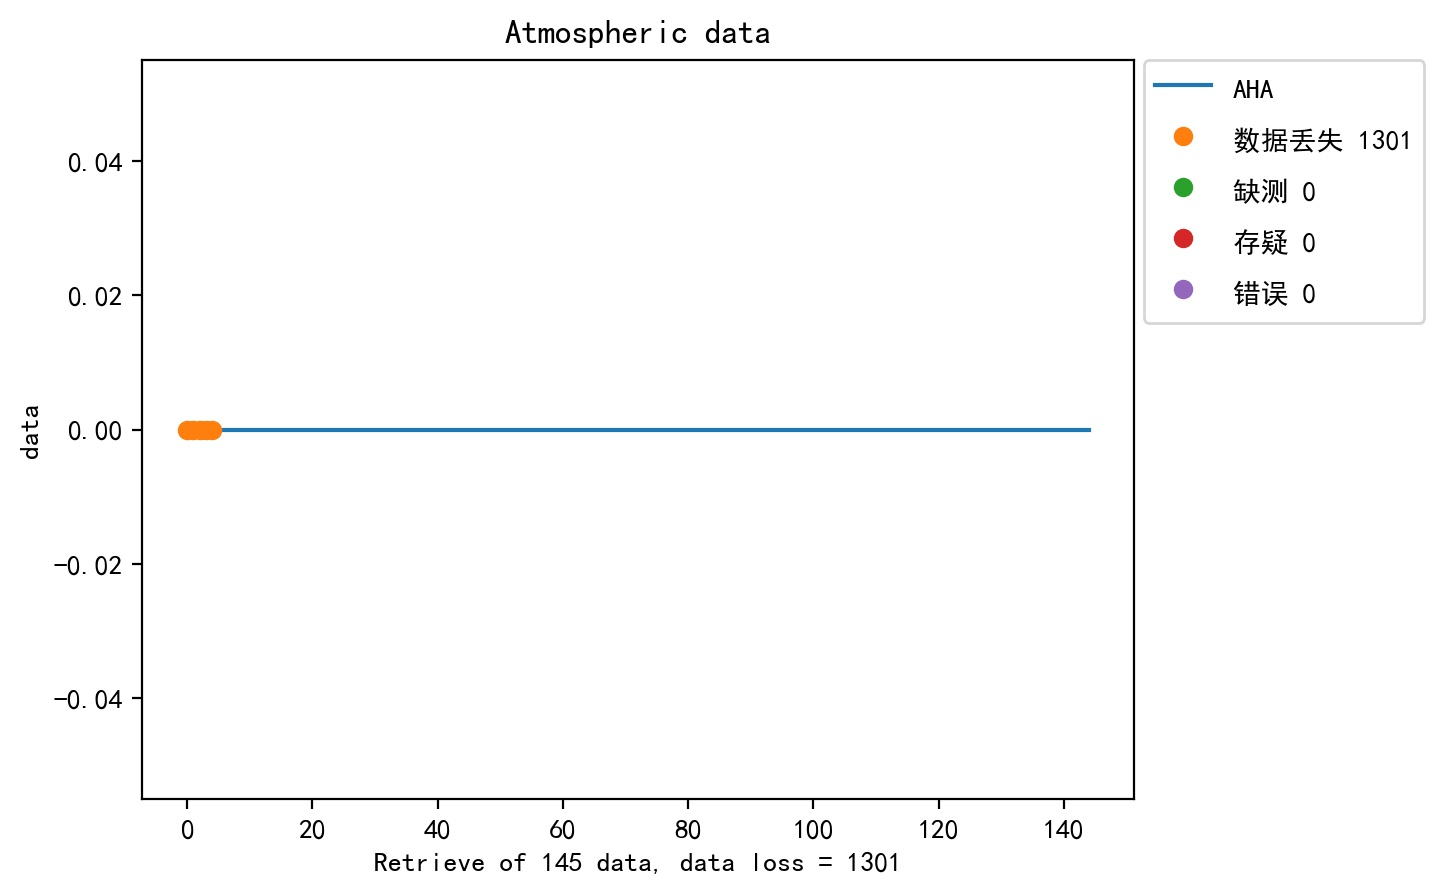 Atmospheric data
AHA
数据丢失 1301
缺测 0
存疑 0
错误 0
0.04
0.02
0.00
-0.02
-0.04
data
0 20 40 60 80 100 120 140
Retrieve of 145 data, data loss = 1301